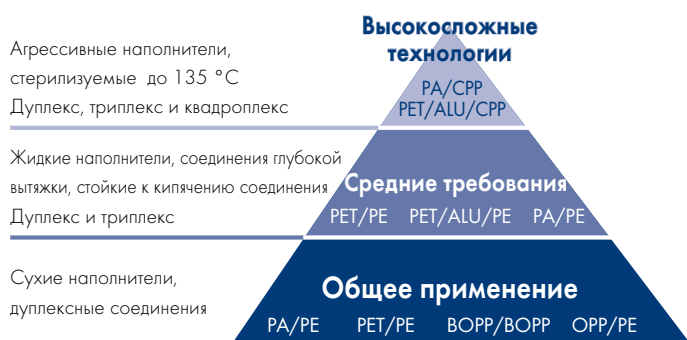 Высокосложные
технологии
Агрессивные наполнители,
стерилизуемые до 135 °C
Дуплекс, триплекс и квадроплекс
PA/CPP
PET/ALU/CPP
Жидкие наполнители, соединения глубокой
вытяжки, стойкие к кипячению соединения
Дуплекс и триплекс
Средние требования
PET/PE PET/ALU/PE PA/PE
Сухие наполнители,
дуплексные соединения
Общее применение
PA/PE PET/PE BOPP/BOPP OPP/PE